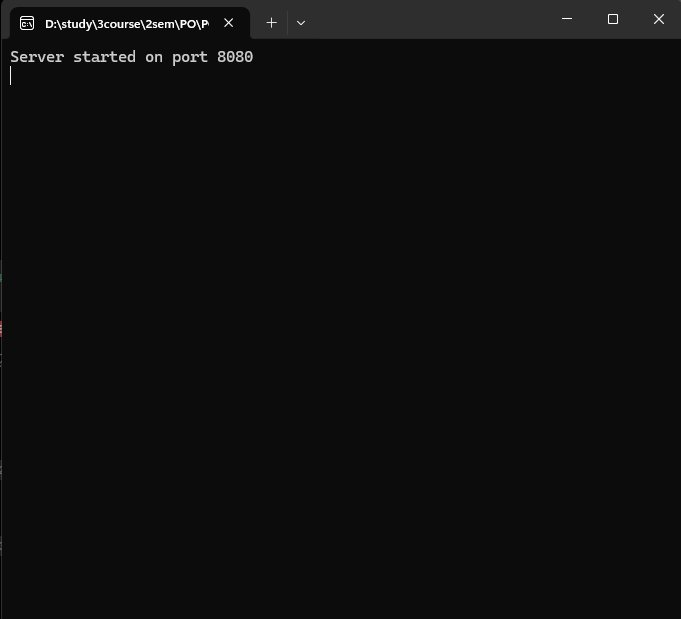 D:\study\3course\2sem\PO\P
Server started on port 8080